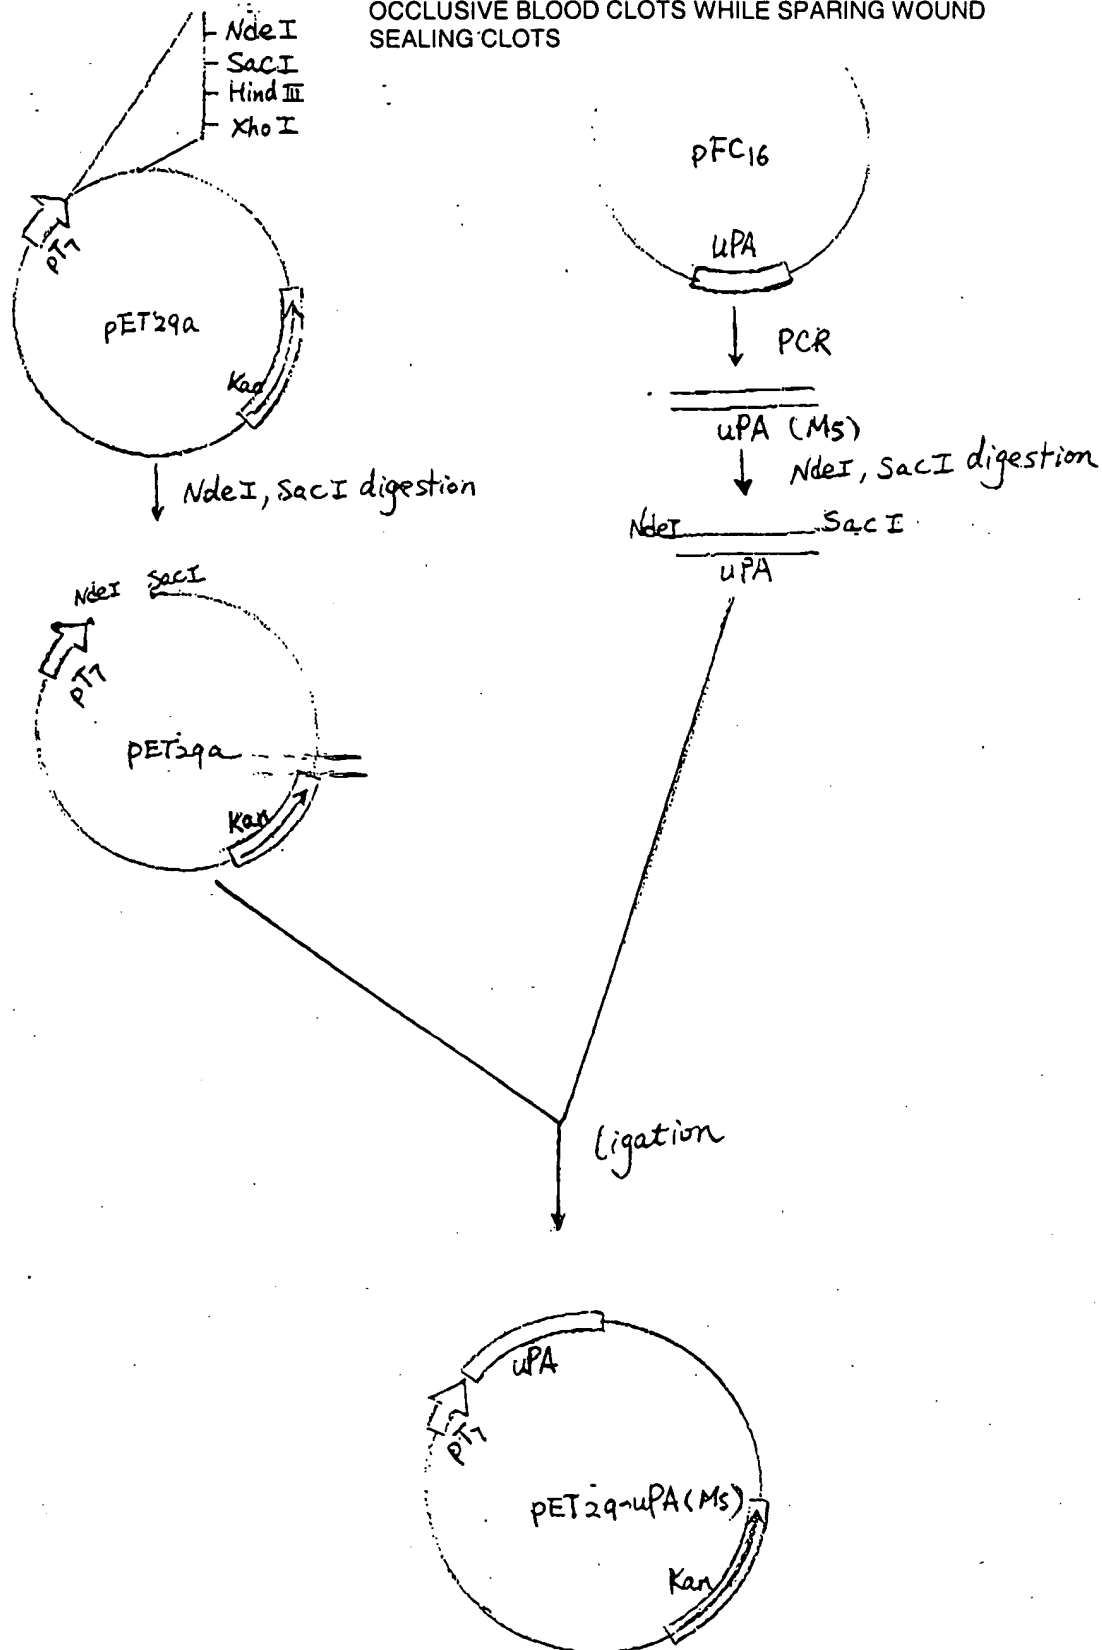 OCCLUSIVE BLOOD CLOTS WHILE SPARING WOUND
SEALING CLOTS
NdeI
SacI
Hind III
XhoI
pT7
pET29a
Kan
pFC16
uPA
PCR
uPA (M5)
NdeI, SacI digestion
NdeI, SacI digestion
NdeI SacI
uPA
NdeI SacI
pT7
pET29a
Kan
ligation
uPA
pT7
pET29-uPA(M5)
Kan